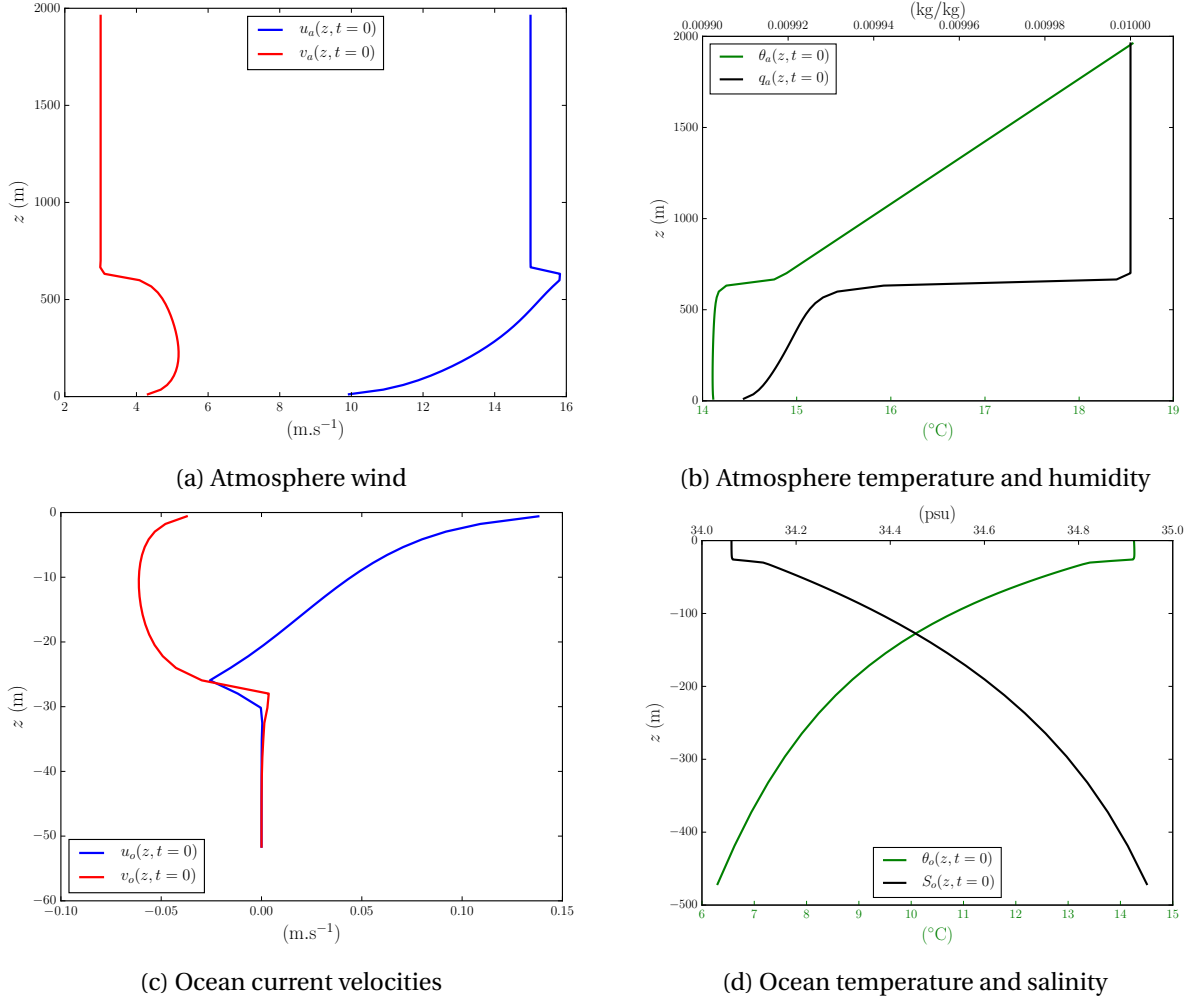 2000
1500
2000
500
0
z (m)
2 4 6 8 10 12 14 16
(m.s⁻¹)
u_a(z, t = 0)
v_a(z, t = 0)
(a) Atmosphere wind
(kg/kg)
0.00990 0.00992 0.00994 0.00996 0.00998 0.01000
2000
1500
1000
500
0
z (m)
θ_a(z, t = 0)
q_a(z, t = 0)
14 15 16 17 18 19
(°C)
(b) Atmosphere temperature and humidity
0
−10
−20
−30
−40
−50
−60
z (m)
u_o(z, t = 0)
v_o(z, t = 0)
−0.10 −0.05 0.00 0.05 0.10 0.15
(m.s⁻¹)
(c) Ocean current velocities
(psu)
34.0 34.2 34.4 34.6 34.8 35.0
0
−100
−200
−300
−400
−500
z (m)
θ_o(z, t = 0)
S_o(z, t = 0)
6 7 8 9 10 11 12 13 14 15
(°C)
(d) Ocean temperature and salinity